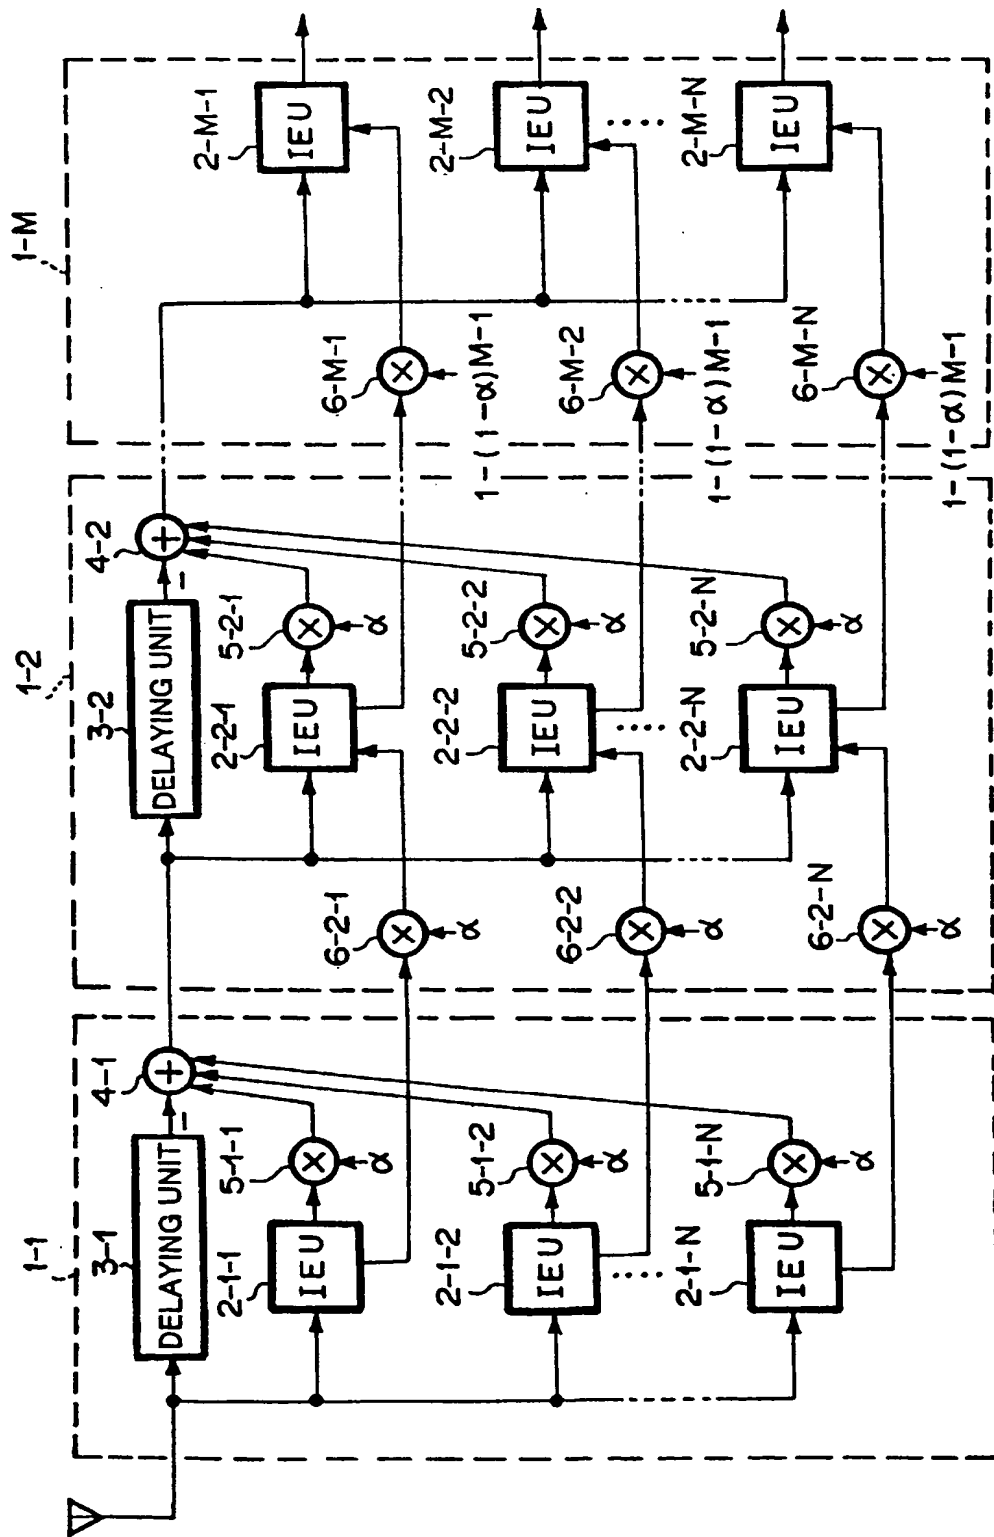 1-1
3-1
DELAYING UNIT
4-1
+
−
2-1-1
IEU
5-1-1
×
α
2-1-2
IEU
5-1-2
×
α
.....
2-1-N
IEU
5-1-N
×
α
1-2
3-2
DELAYING UNIT
4-2
+
−
6-2-1
×
α
2-2-1
IEU
5-2-1
×
α
6-2-2
×
α
2-2-2
IEU
5-2-2
×
α
.....
6-2-N
×
α
2-2-N
IEU
5-2-N
×
α
1-M
6-M-1
×
1-(1-α)M-1
2-M-1
IEU
6-M-2
×
1-(1-α)M-1
2-M-2
IEU
.....
6-M-N
×
1-(1-α)M-1
2-M-N
IEU